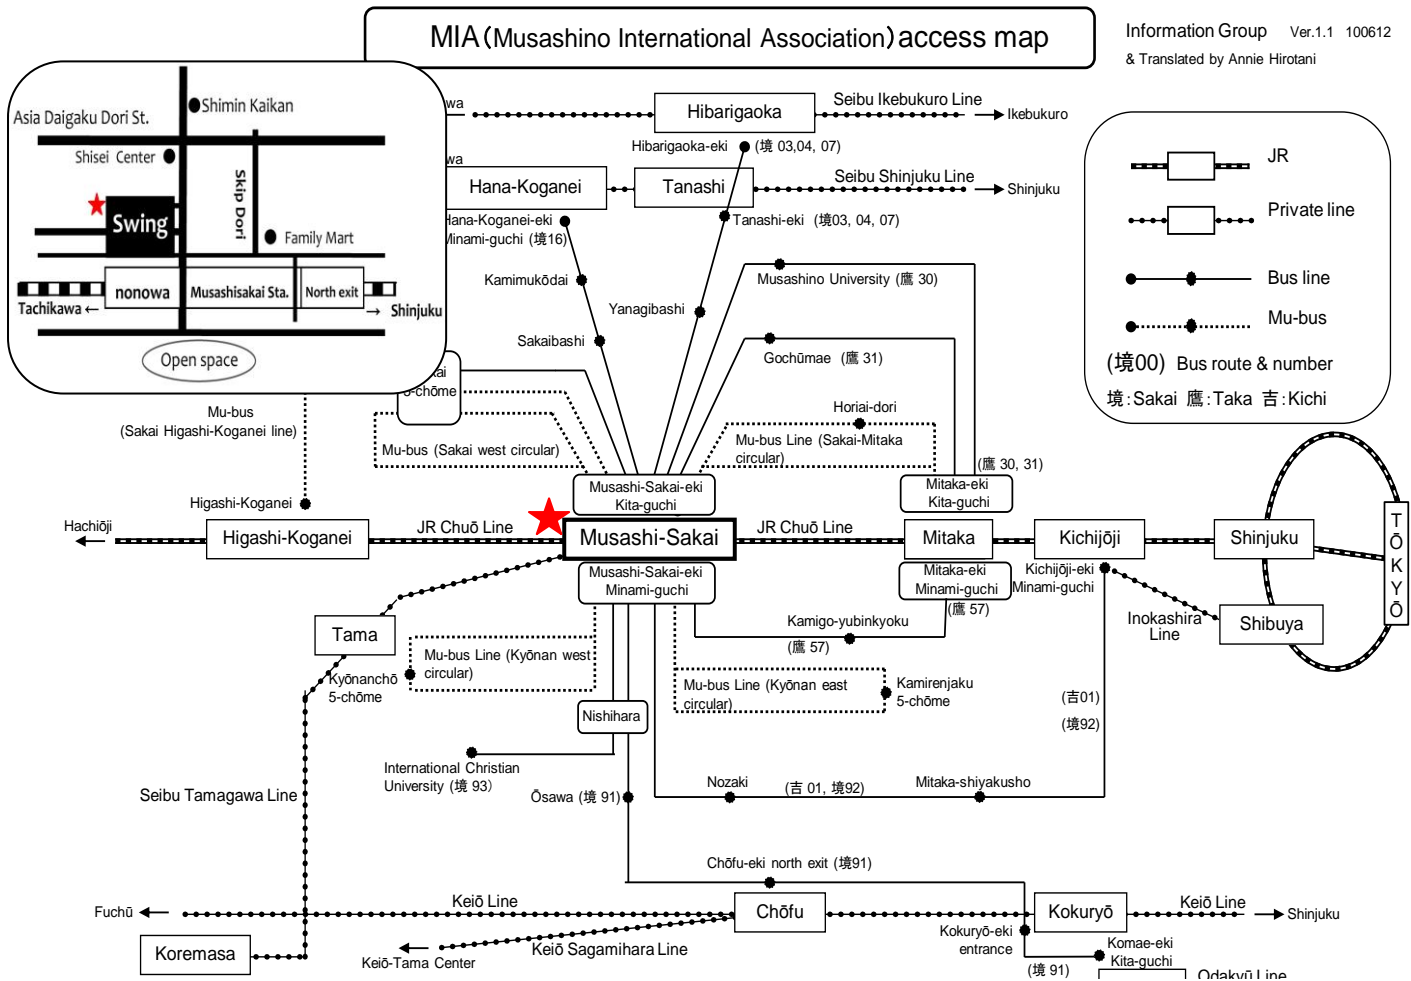 MIA(Musashino International Association)access map
Information Group Ver.1.1 100612
& Translated by Annie Hirotani
Shimin Kaikan
Asia Daigaku Dori St.
Shisei Center
Skip Dori
Swing
Family Mart
nonowa
Musashisakai Sta.
North exit
Tachikawa ←
→ Shinjuku
Open space
wa
Hibarigaoka
Seibu Ikebukuro Line
Ikebukuro
Hibarigaoka-eki (境 03,04, 07)
wa
Hana-Koganei
Tanashi
Seibu Shinjuku Line
Shinjuku
Hana-Koganei-eki
Minami-guchi (境16)
Tanashi-eki (境03, 04, 07)
Kamimukōdai
Musashino University (鷹 30)
Yanagibashi
Sakaibashi
Gochūmae (鷹 31)
JR
Private line
Bus line
Mu-bus
(境00) Bus route & number
境:Sakai 鷹:Taka 吉:Kichi
kai
5-chōme
Mu-bus
(Sakai Higashi-Koganei line)
Mu-bus (Sakai west circular)
Horiai-dori
Mu-bus Line (Sakai-Mitaka
circular)
(鷹 30, 31)
Higashi-Koganei
Musashi-Sakai-eki
Kita-guchi
Mitaka-eki
Kita-guchi
Hachiōji
Higashi-Koganei
JR Chuō Line
Musashi-Sakai
JR Chuō Line
Mitaka
Kichijōji
Shinjuku
TŌKYŌ
Musashi-Sakai-eki
Minami-guchi
Mitaka-eki
Minami-guchi
Kichijōji-eki
Minami-guchi
(鷹 57)
Inokashira
Line
Shibuya
Tama
Kamigo-yubinkyoku
(鷹 57)
Mu-bus Line (Kyōnan west
circular)
Kyōnanchō
5-chōme
Mu-bus Line (Kyōnan east
circular)
Kamirenjaku
5-chōme
(吉01)
(境92)
Nishihara
International Christian
University (境 93)
Seibu Tamagawa Line
Ōsawa (境 91)
Nozaki
(吉 01, 境92)
Mitaka-shiyakusho
Chōfu-eki north exit (境91)
Fuchū
Keiō Line
Chōfu
Kokuryō
Keiō Line
Shinjuku
Koremasa
Keiō-Tama Center
Keiō Sagamihara Line
Kokuryō-eki
entrance
(境 91)
Komae-eki
Kita-guchi
Odakyū Line